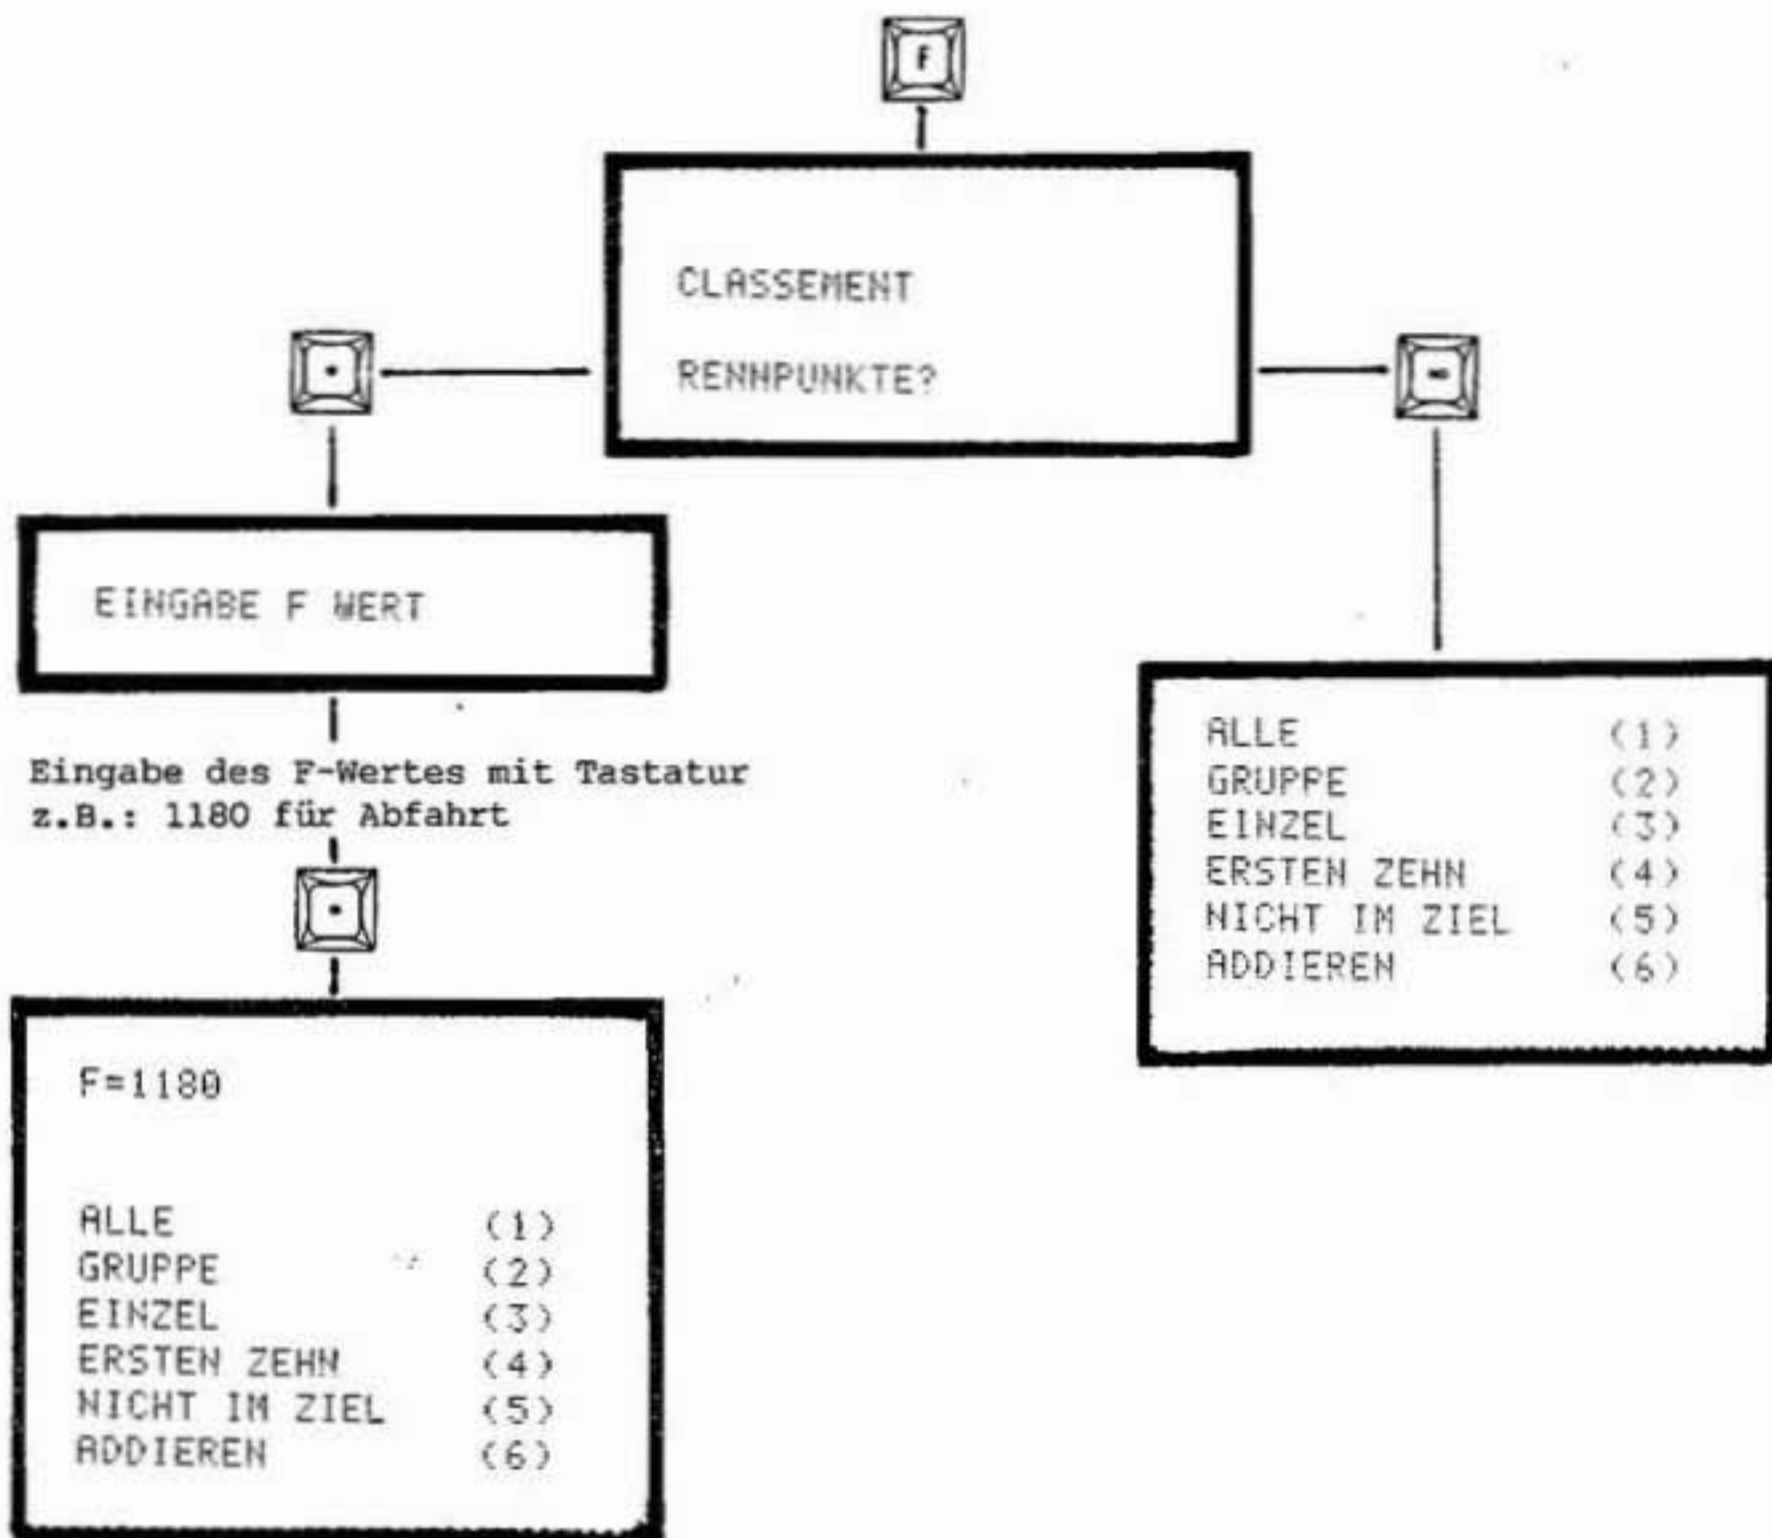 F
CLASSEMENT
RENNPUNKTE?
EINGABE F WERT
Eingabe des F-Wertes mit Tastatur
z.B.: 1180 für Abfahrt
F=1180
ALLE (1)
GRUPPE (2)
EINZEL (3)
ERSTEN ZEHN (4)
NICHT IM ZIEL (5)
ADDIEREN (6)
ALLE (1)
GRUPPE (2)
EINZEL (3)
ERSTEN ZEHN (4)
NICHT IM ZIEL (5)
ADDIEREN (6)